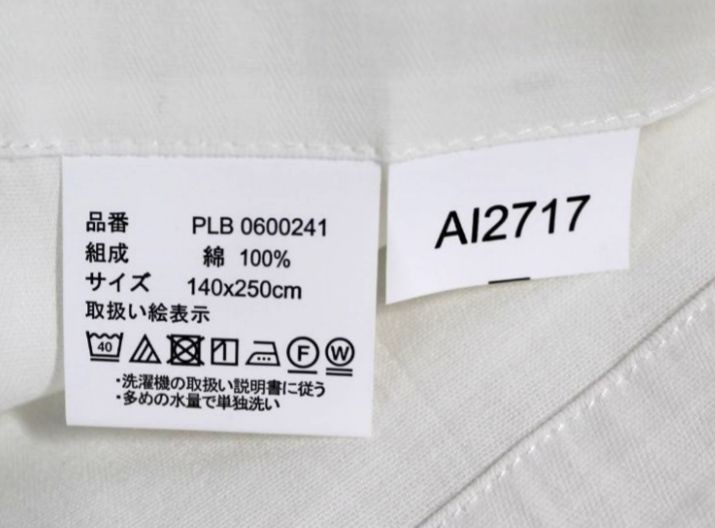 品番 PLB 0600241
組成 綿 100%
サイズ 140x250cm
取扱い絵表示
40 F W
・洗濯機の取扱い説明書に従う
・多めの水量で単独洗い
AI2717